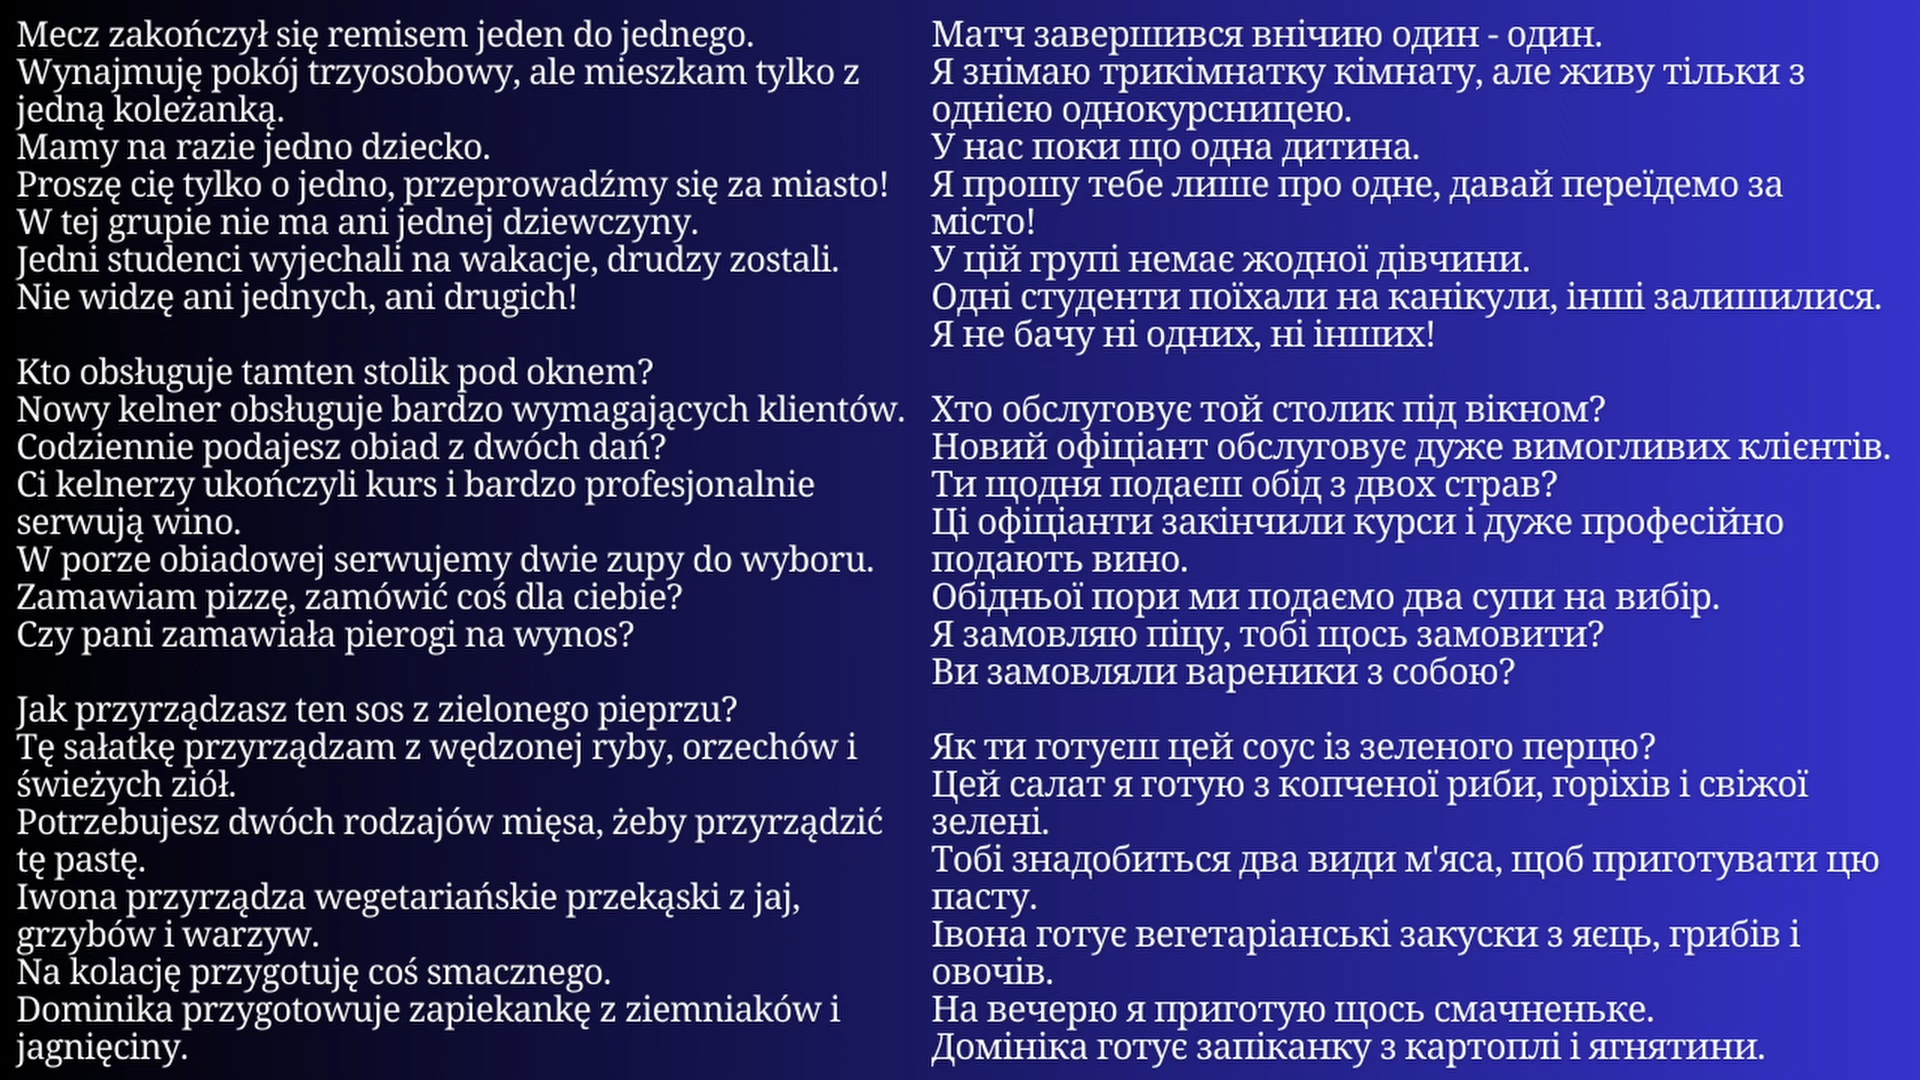 Mecz zakończył się remisem jeden do jednego.
Wynajmuję pokój trzyosobowy, ale mieszkam tylko z
jedną koleżanką.
Mamy na razie jedno dziecko.
Proszę cię tylko o jedno, przeprowadźmy się za miasto!
W tej grupie nie ma ani jednej dziewczyny.
Jedni studenci wyjechali na wakacje, drudzy zostali.
Nie widzę ani jednych, ani drugich!
Kto obsługuje tamten stolik pod oknem?
Nowy kelner obsługuje bardzo wymagających klientów.
Codziennie podajesz obiad z dwóch dań?
Ci kelnerzy ukończyli kurs i bardzo profesjonalnie
serwują wino.
W porze obiadowej serwujemy dwie zupy do wyboru.
Zamawiam pizzę, zamówić coś dla ciebie?
Czy pani zamawiała pierogi na wynos?
Jak przyrządzasz ten sos z zielonego pieprzu?
Tę sałatkę przyrządzam z wędzonej ryby, orzechów i
świeżych ziół.
Potrzebujesz dwóch rodzajów mięsa, żeby przyrządzić
tę pastę.
Iwona przyrządza wegetariańskie przekąski z jaj,
grzybów i warzyw.
Na kolację przygotuję coś smacznego.
Dominika przygotowuje zapiekankę z ziemniaków i
jagnięciny.
Матч завершився внічию один - один.
Я знімаю трикімнатку кімнату, але живу тільки з
однією однокурсницею.
У нас поки що одна дитина.
Я прошу тебе лише про одне, давай переїдемо за
місто!
У цій групі немає жодної дівчини.
Одні студенти поїхали на канікули, інші залишилися.
Я не бачу ні одних, ні інших!
Хто обслуговує той столик під вікном?
Новий офіціант обслуговує дуже вимогливих клієнтів.
Ти щодня подаєш обід з двох страв?
Ці офіціанти закінчили курси і дуже професійно
подають вино.
Обідньої пори ми подаємо два супи на вибір.
Я замовляю піцу, тобі щось замовити?
Ви замовляли вареники з собою?
Як ти готуєш цей соус із зеленого перцю?
Цей салат я готую з копченої риби, горіхів і свіжої
зелені.
Тобі знадобиться два види м'яса, щоб приготувати цю
пасту.
Івона готує вегетаріанські закуски з яєць, грибів і
овочів.
На вечерю я приготую щось смачненьке.
Домініка готує запіканку з картоплі і ягнятини.